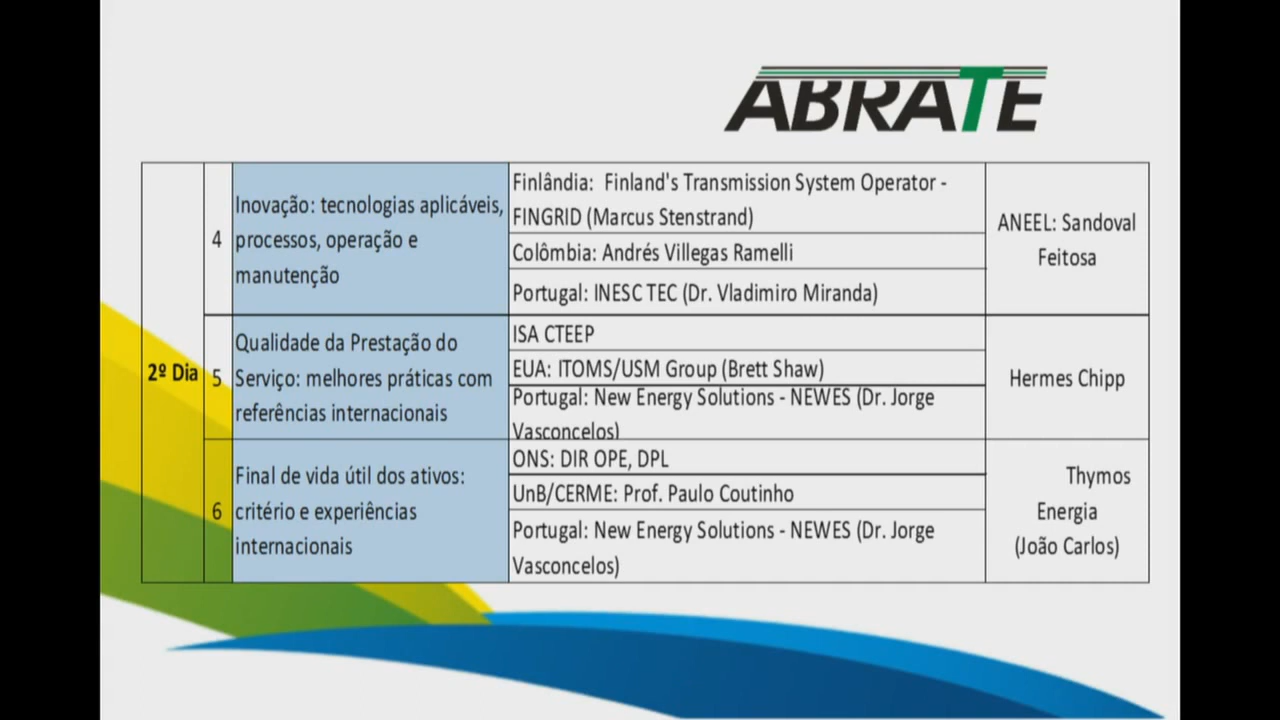 ABRATE
2º Dia
4
Inovação: tecnologias aplicáveis,
processos, operação e
manutenção
Finlândia: Finland's Transmission System Operator -
FINGRID (Marcus Stenstrand)
Colômbia: Andrés Villegas Ramelli
Portugal: INESC TEC (Dr. Vladimiro Miranda)
ANEEL: Sandoval
Feitosa
5
Qualidade da Prestação do
Serviço: melhores práticas com
referências internacionais
ISA CTEEP
EUA: ITOMS/USM Group (Brett Shaw)
Portugal: New Energy Solutions - NEWES (Dr. Jorge
Vasconcelos)
Hermes Chipp
6
Final de vida útil dos ativos:
critério e experiências
internacionais
ONS: DIR OPE, DPL
UnB/CERME: Prof. Paulo Coutinho
Portugal: New Energy Solutions - NEWES (Dr. Jorge
Vasconcelos)
Thymos
Energia
(João Carlos)